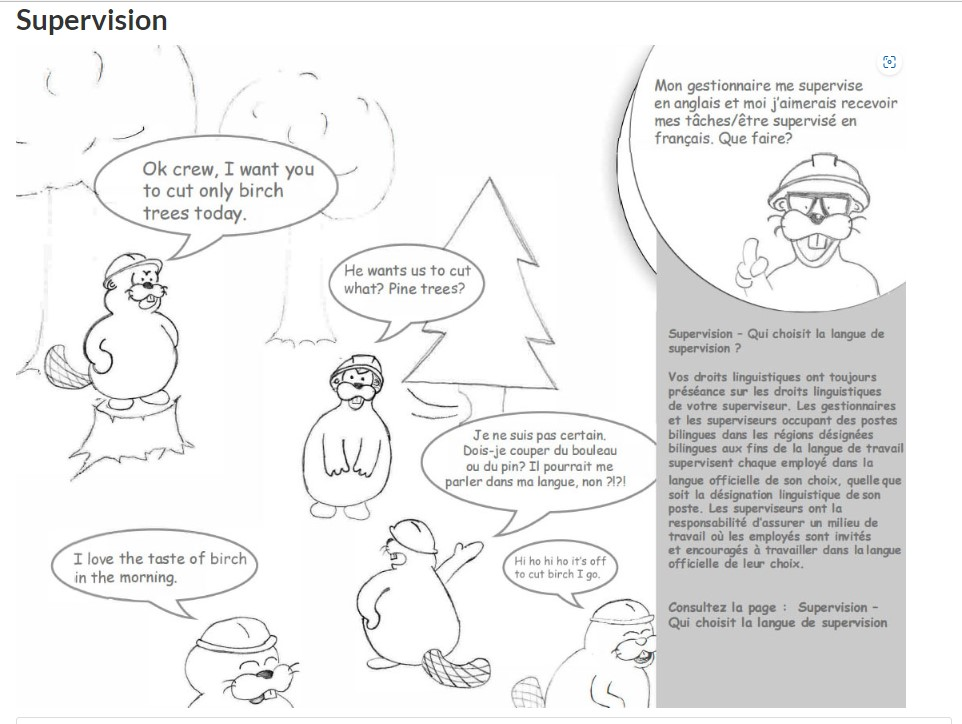 Supervision
Ok crew, I want you
to cut only birch
trees today.
He wants us to cut
what? Pine trees?
Je ne suis pas certain.
Dois-je couper du bouleau
ou du pin? Il pourrait me
parler dans ma langue, non ?!?!
I love the taste of birch
in the morning.
Hi ho hi ho it's off
to cut birch I go.
Mon gestionnaire me supervise
en anglais et moi j'aimerais recevoir
mes tâches/être supervisé en
français. Que faire?
Supervision – Qui choisit la langue de
supervision ?
Vos droits linguistiques ont toujours
préséance sur les droits linguistiques
de votre superviseur. Les gestionnaires
et les superviseurs occupant des postes
bilingues dans les régions désignées
bilingues aux fins de la langue de travail
supervisent chaque employé dans la
langue officielle de son choix, quelle que
soit la désignation linguistique de son
poste. Les superviseurs ont la
responsabilité d'assurer un milieu de
travail où les employés sont invités
et encouragés à travailler dans la langue
officielle de leur choix.
Consultez la page : Supervision –
Qui choisit la langue de supervision